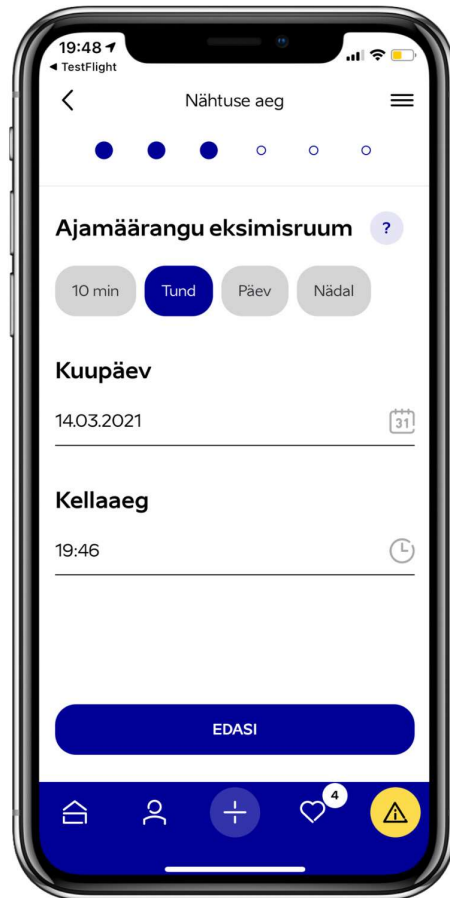 19:48
◀ TestFlight
Nähtuse aeg
Ajamäärangu eksimisruum ?
10 min Tund Päev Nädal
Kuupäev
14.03.2021
31
Kellaaeg
19:46
EDASI
4